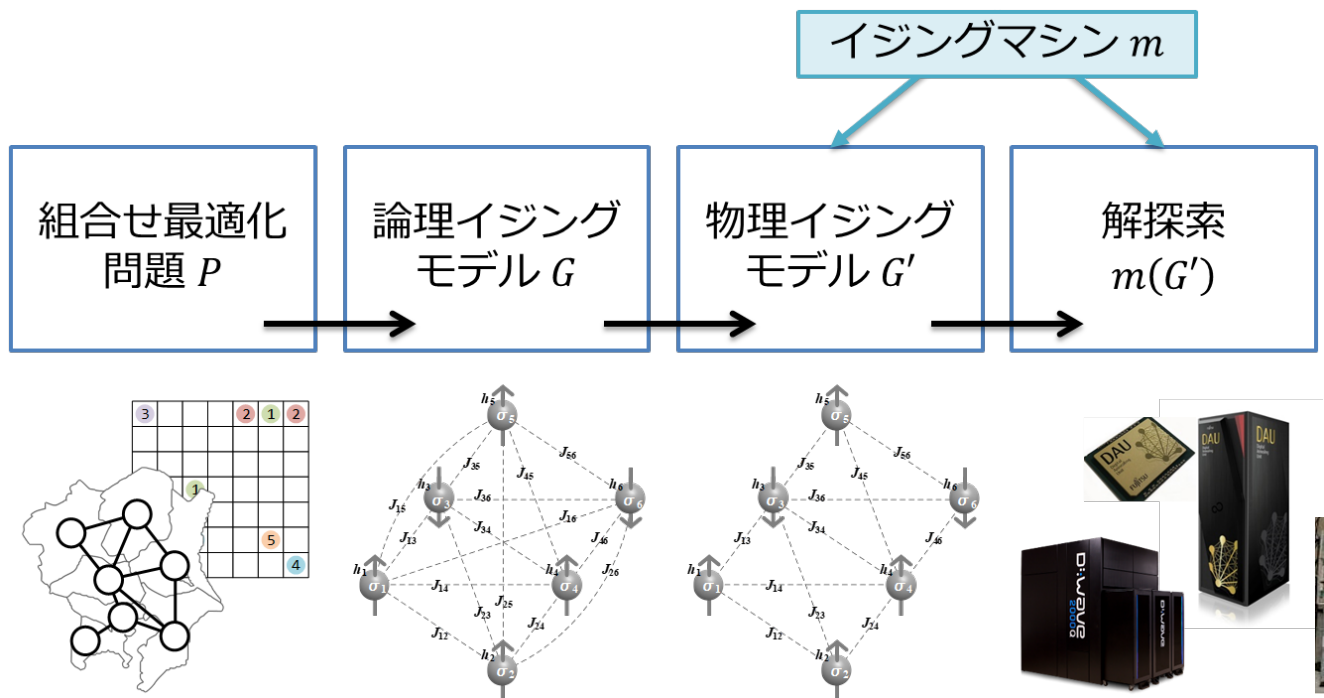 イジングマシン m
組合せ最適化
問題 P
論理イジング
モデル G
物理イジング
モデル G′
解探索
m(G′)
3 2 1 2
1
5
4
h5
σ5
J56
J35 J45
h3 h6
σ3 J36 σ6
J15 J16
J34
J13 J46
h1 h4 J26
σ1 J14 σ4
J25
J23 J24
J12
h2
σ2
h5
σ5
J56
J35 J45
h3 h6
σ3 J36 σ6
J34
J13 J46
h1 h4
σ1 J14 σ4
J23 J24
J12
h2
σ2
DAU
FUJITSU
DAU
DAU
D:wave
2000Q
D:wave